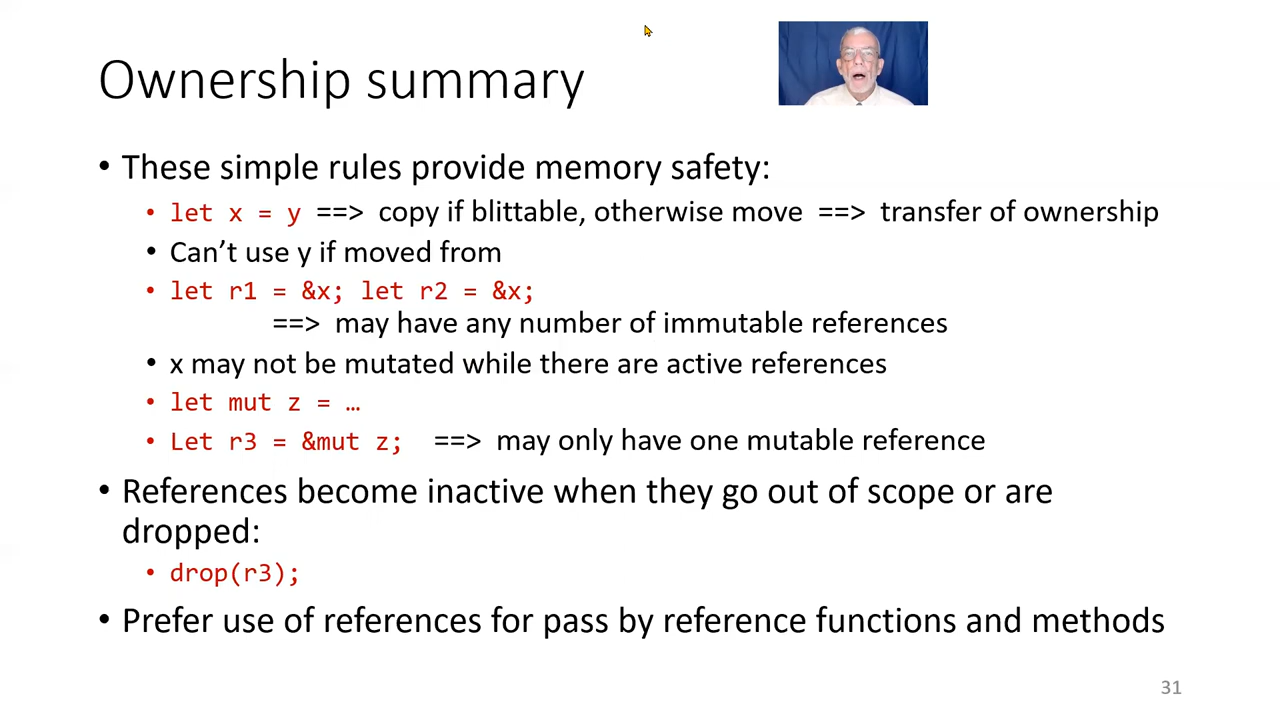 Ownership summary
• These simple rules provide memory safety:
• let x = y ==> copy if blittable, otherwise move ==> transfer of ownership
• Can’t use y if moved from
• let r1 = &x; let r2 = &x;
==> may have any number of immutable references
• x may not be mutated while there are active references
• let mut z = …
• Let r3 = &mut z; ==> may only have one mutable reference
• References become inactive when they go out of scope or are
dropped:
• drop(r3);
• Prefer use of references for pass by reference functions and methods
31